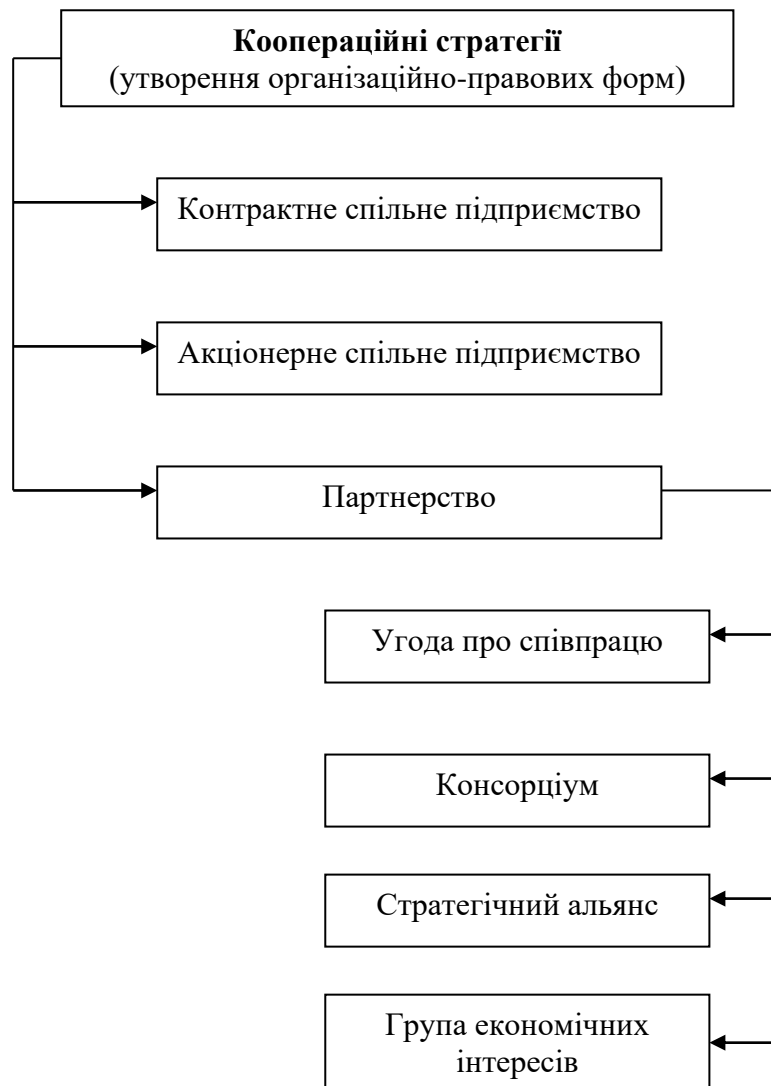 Коопераційні стратегії
(утворення організаційно-правових форм)
Контрактне спільне підприємство
Акціонерне спільне підприємство
Партнерство
Угода про співпрацю
Консорціум
Стратегічний альянс
Група економічних
інтересів